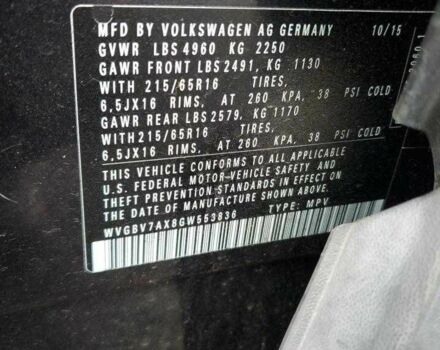 MFD BY VOLKSWAGEN AG GERMANY 10/15
GVWR LBS 4960 KG 2250
GAWR FRONT LBS 2491, KG 1130
WITH 215/65R16 TIRES,
6,5JX16 RIMS, AT 260 KPA, 38 PSI COLD
GAWR REAR LBS 2579, KG 1170
WITH 215/65R16 TIRES,
6,5JX16 RIMS, AT 260 KPA, 38 PSI COLD
THIS VEHICLE CONFORMS TO ALL APPLICABLE
U.S. FEDERAL MOTOR-VEHICLE SAFETY AND
THEFT PREVENTION STANDARDS IN EFFECT
ON THE DATE OF MANUFACTURE SHOWN ABOVE.
WVGBV7AX8GW553836 TYPE: MPV